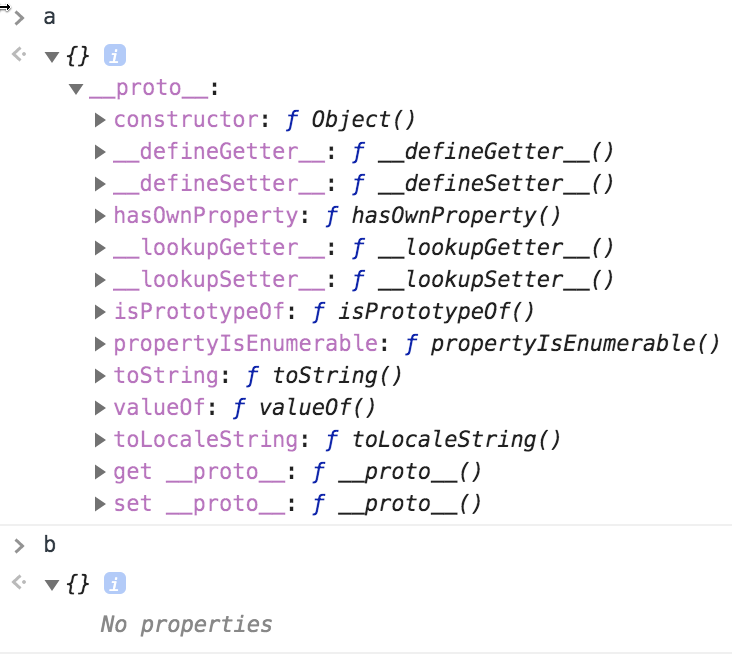 > a
{} i
__proto__:
constructor: ƒ Object()
__defineGetter__: ƒ __defineGetter__()
__defineSetter__: ƒ __defineSetter__()
hasOwnProperty: ƒ hasOwnProperty()
__lookupGetter__: ƒ __lookupGetter__()
__lookupSetter__: ƒ __lookupSetter__()
isPrototypeOf: ƒ isPrototypeOf()
propertyIsEnumerable: ƒ propertyIsEnumerable()
toString: ƒ toString()
valueOf: ƒ valueOf()
toLocaleString: ƒ toLocaleString()
get __proto__: ƒ __proto__()
set __proto__: ƒ __proto__()
> b
{} i
No properties